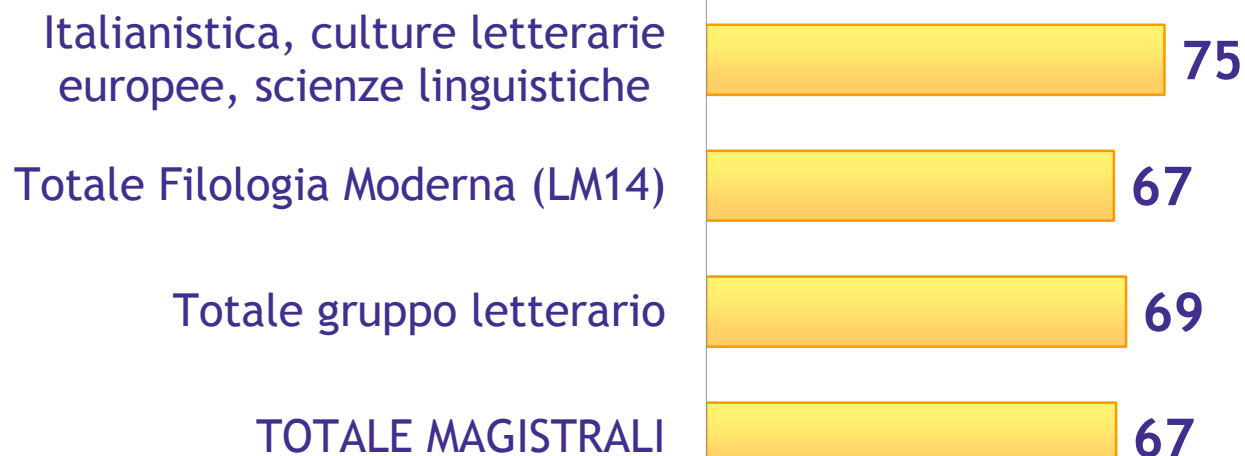 Italianistica, culture letterarie
europee, scienze linguistiche
75
Totale Filologia Moderna (LM14)
67
Totale gruppo letterario
69
TOTALE MAGISTRALI
67